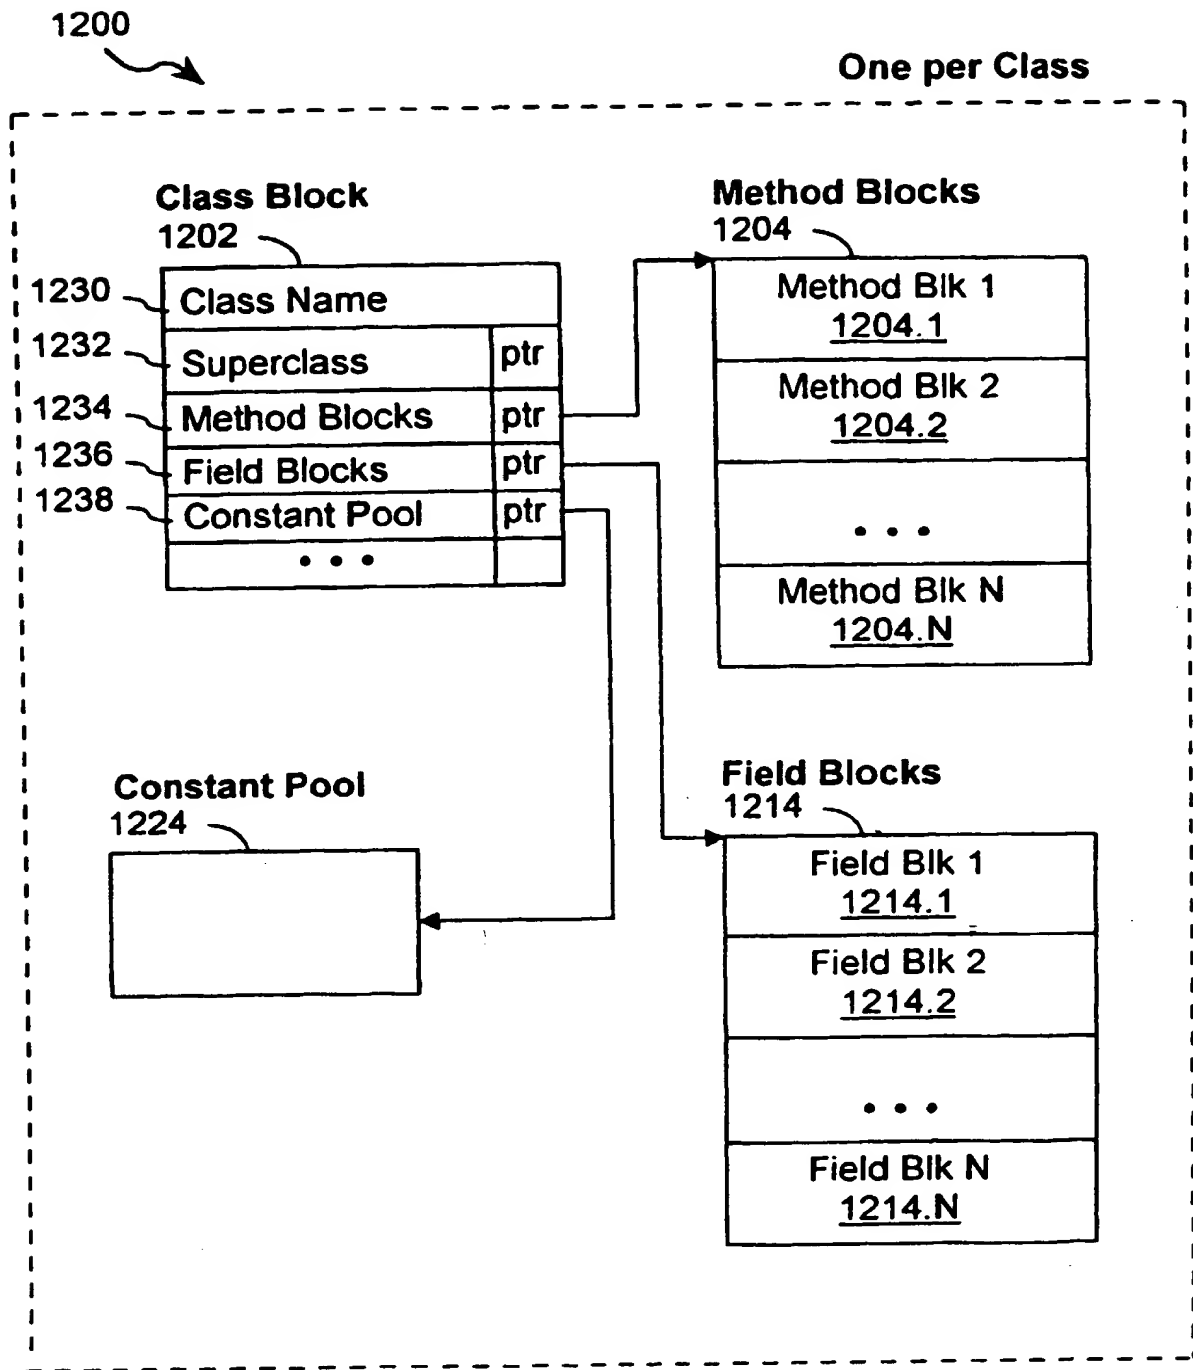 1200
One per Class
Class Block
1202
1230
Class Name
1232
Superclass ptr
1234
Method Blocks ptr
1236
Field Blocks ptr
1238
Constant Pool ptr
• • •
Method Blocks
1204
Method Blk 1
1204.1
Method Blk 2
1204.2
• • •
Method Blk N
1204.N
Constant Pool
1224
Field Blocks
1214
Field Blk 1
1214.1
Field Blk 2
1214.2
• • •
Field Blk N
1214.N